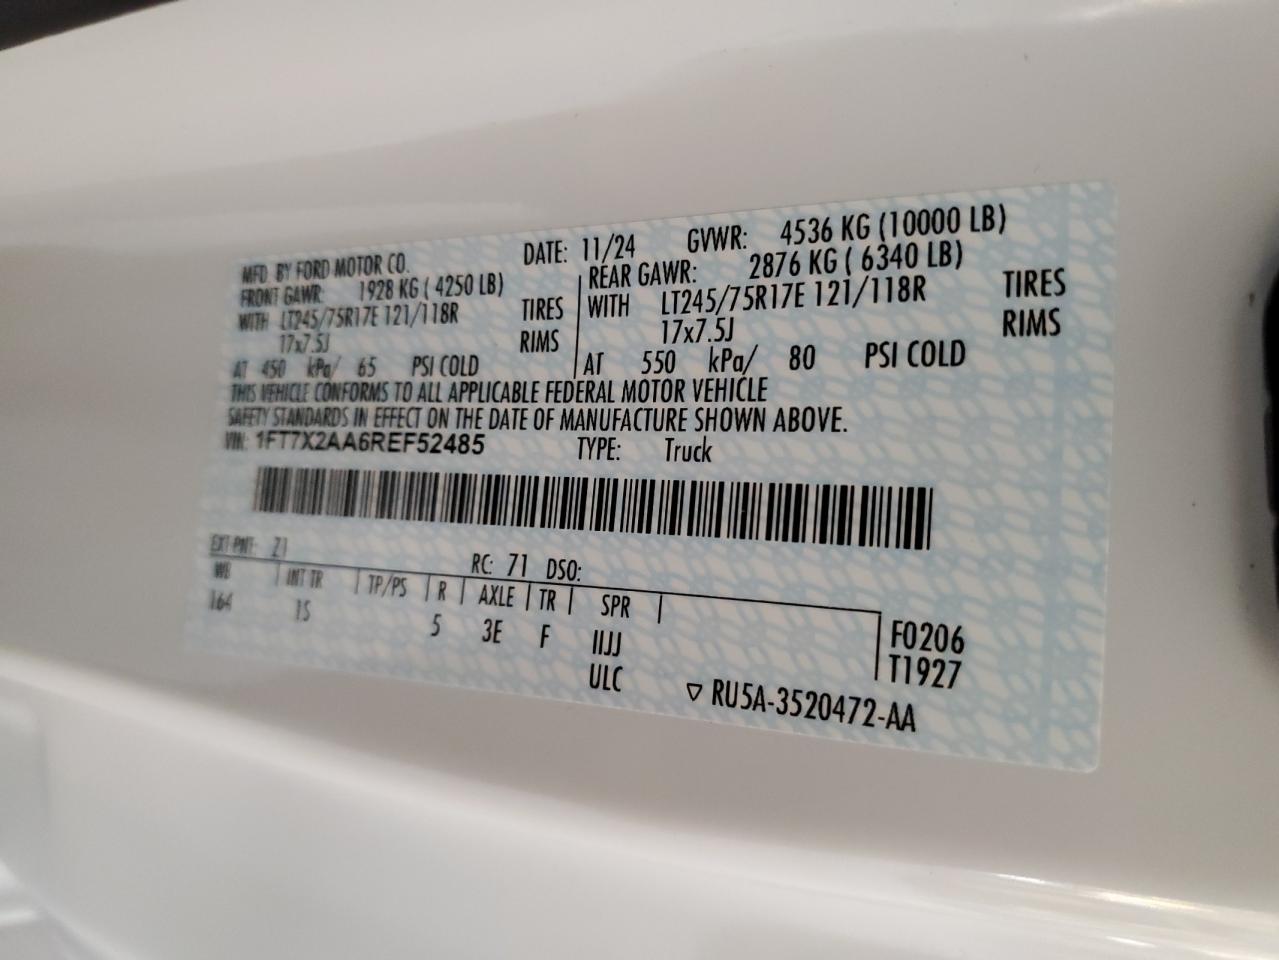 MFD. BY FORD MOTOR CO.
DATE: 11/24 GVWR: 4536 KG (10000 LB)
FRONT GAWR: 1928 KG ( 4250 LB) REAR GAWR: 2876 KG ( 6340 LB)
WITH LT245/75R17E 121/118R TIRES WITH LT245/75R17E 121/118R TIRES
17x7.5J RIMS 17x7.5J RIMS
AT 450 kPa/ 65 PSI COLD AT 550 kPa/ 80 PSI COLD
THIS VEHICLE CONFORMS TO ALL APPLICABLE FEDERAL MOTOR VEHICLE
SAFETY STANDARDS IN EFFECT ON THE DATE OF MANUFACTURE SHOWN ABOVE.
VIN: 1FT7X2AA6REF52485 TYPE: Truck
EXT PNT: Z1 RC: 71 DSO:
WB INT TR TP/PS R AXLE TR SPR
164 1S 5 3E F IIJJ F0206
ULC T1927
▽ RU5A-3520472-AA